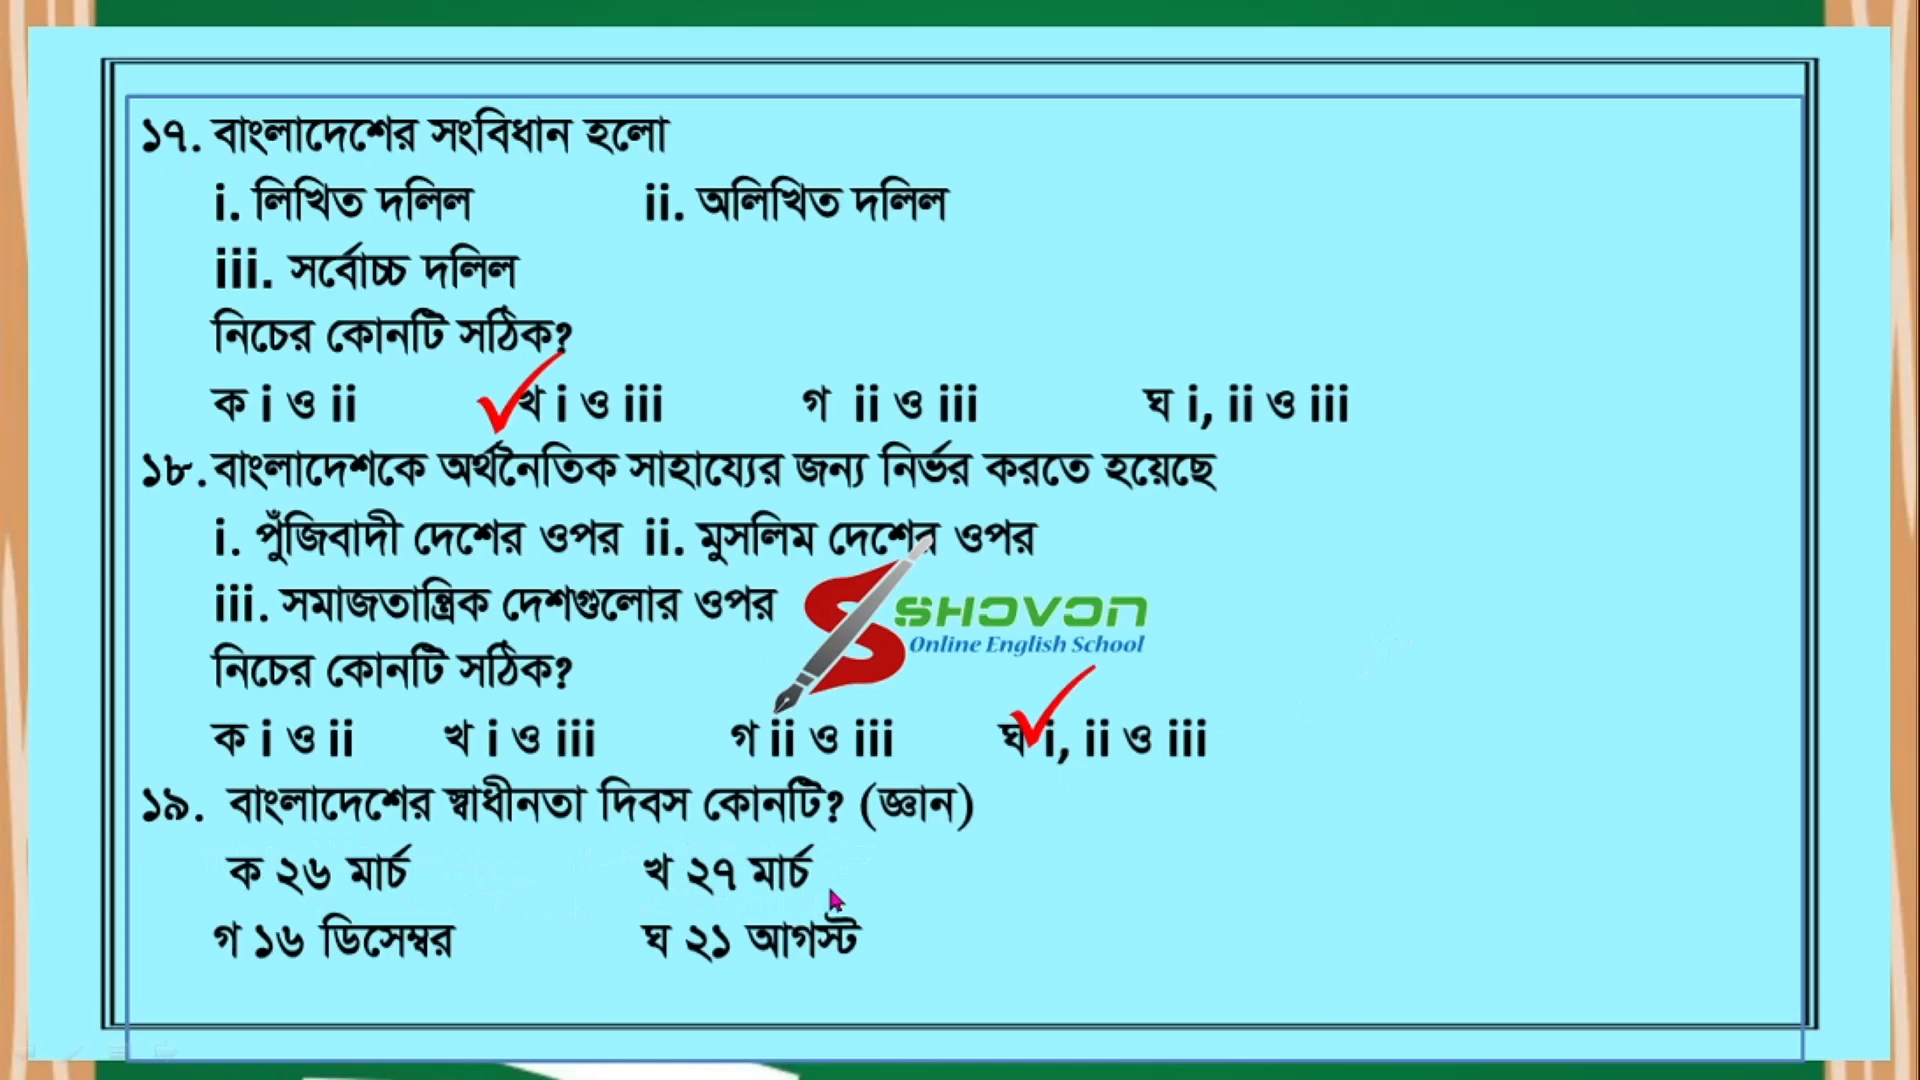 ১৭. বাংলাদেশের সংবিধান হলো
i. লিখিত দলিল ii. অলিখিত দলিল
iii. সর্বোচ্চ দলিল
নিচের কোনটি সঠিক?
ক i ও ii খ i ও iii গ ii ও iii ঘ i, ii ও iii
১৮. বাংলাদেশকে অর্থনৈতিক সাহায্যের জন্য নির্ভর করতে হয়েছে
i. পুঁজিবাদী দেশের ওপর ii. মুসলিম দেশের ওপর
iii. সমাজতান্ত্রিক দেশগুলোর ওপর
SHOVON
Online English School
নিচের কোনটি সঠিক?
ক i ও ii খ i ও iii গ ii ও iii ঘ i, ii ও iii
১৯. বাংলাদেশের স্বাধীনতা দিবস কোনটি? (জ্ঞান)
ক ২৬ মার্চ খ ২৭ মার্চ
গ ১৬ ডিসেম্বর ঘ ২১ আগস্ট